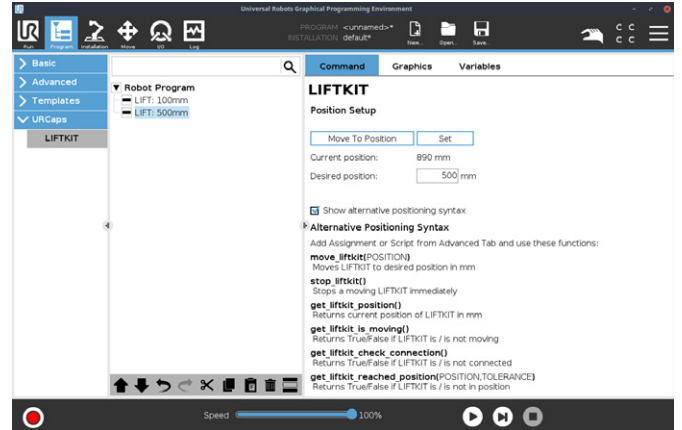 Universal Robots Graphical Programming Environment
UR
Run
Program
Installation
Move
I/O
Log
PROGRAM <unnamed>*
INSTALLATION default*
New...
Open...
Save...
C C
C C
Basic
Advanced
Templates
URCaps
LIFTKIT
Robot Program
LIFT: 100mm
LIFT: 500mm
Command Graphics Variables
LIFTKIT
Position Setup
Move To Position Set
Current position: 890 mm
Desired position: 500 mm
Show alternative positioning syntax
Alternative Positioning Syntax
Add Assignment or Script from Advanced Tab and use these functions:
move_liftkit(POSITION)
Moves LIFTKIT to desired position in mm
stop_liftkit()
Stops a moving LIFTKIT immediately
get_liftkit_position()
Returns current position of LIFTKIT in mm
get_liftkit_is_moving()
Returns True/False if LIFTKIT is / is not moving
get_liftkit_check_connection()
Returns True/False if LIFTKIT is / is not connected
get_liftkit_reached_position(POSITION,TOLERANCE)
Returns True/False if LIFTKIT is / is not in position
Speed 100%